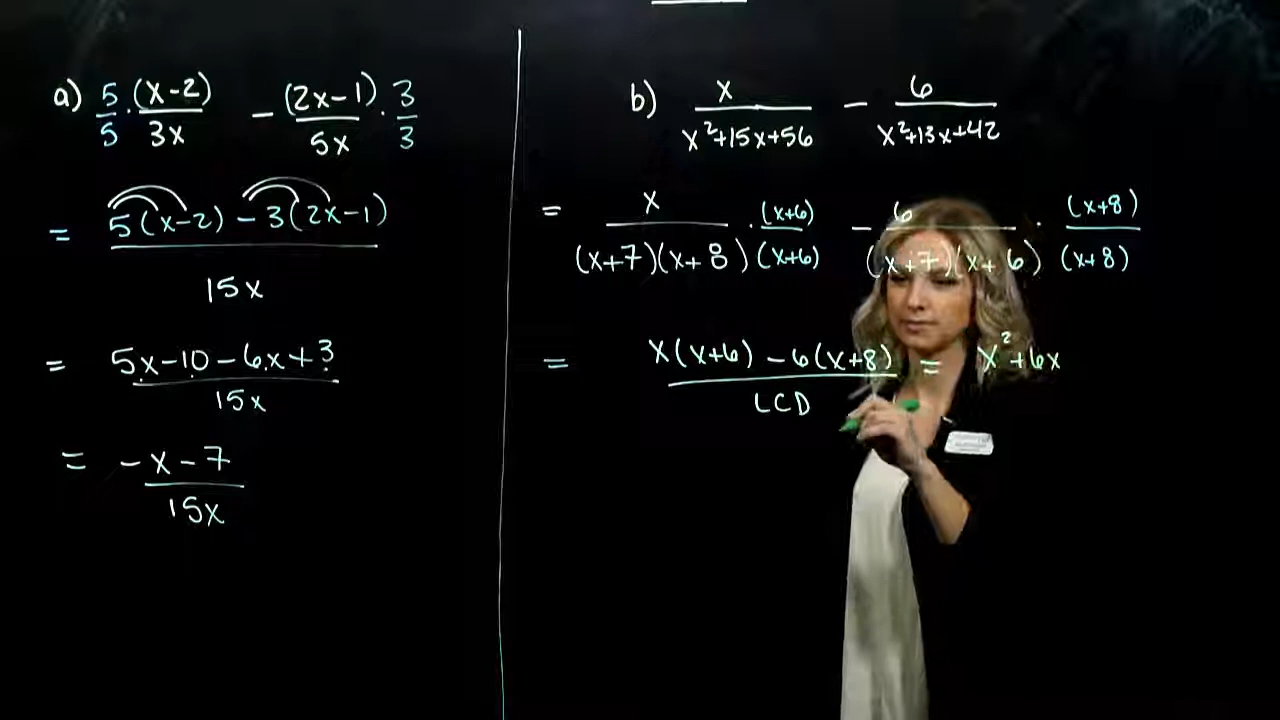 a) 5/5 · (x-2)/3x - (2x-1)/5x · 3/3
= 5(x-2) - 3(2x-1) / 15x
= 5x-10-6x+3 / 15x
= -x-7 / 15x
b) x / x²+15x+56 - 6 / x²+13x+42
= x / (x+7)(x+8) · (x+6)/(x+6) - 6 / (x+7)(x+6) · (x+8)/(x+8)
= x(x+6) - 6(x+8) / LCD = x²+6x